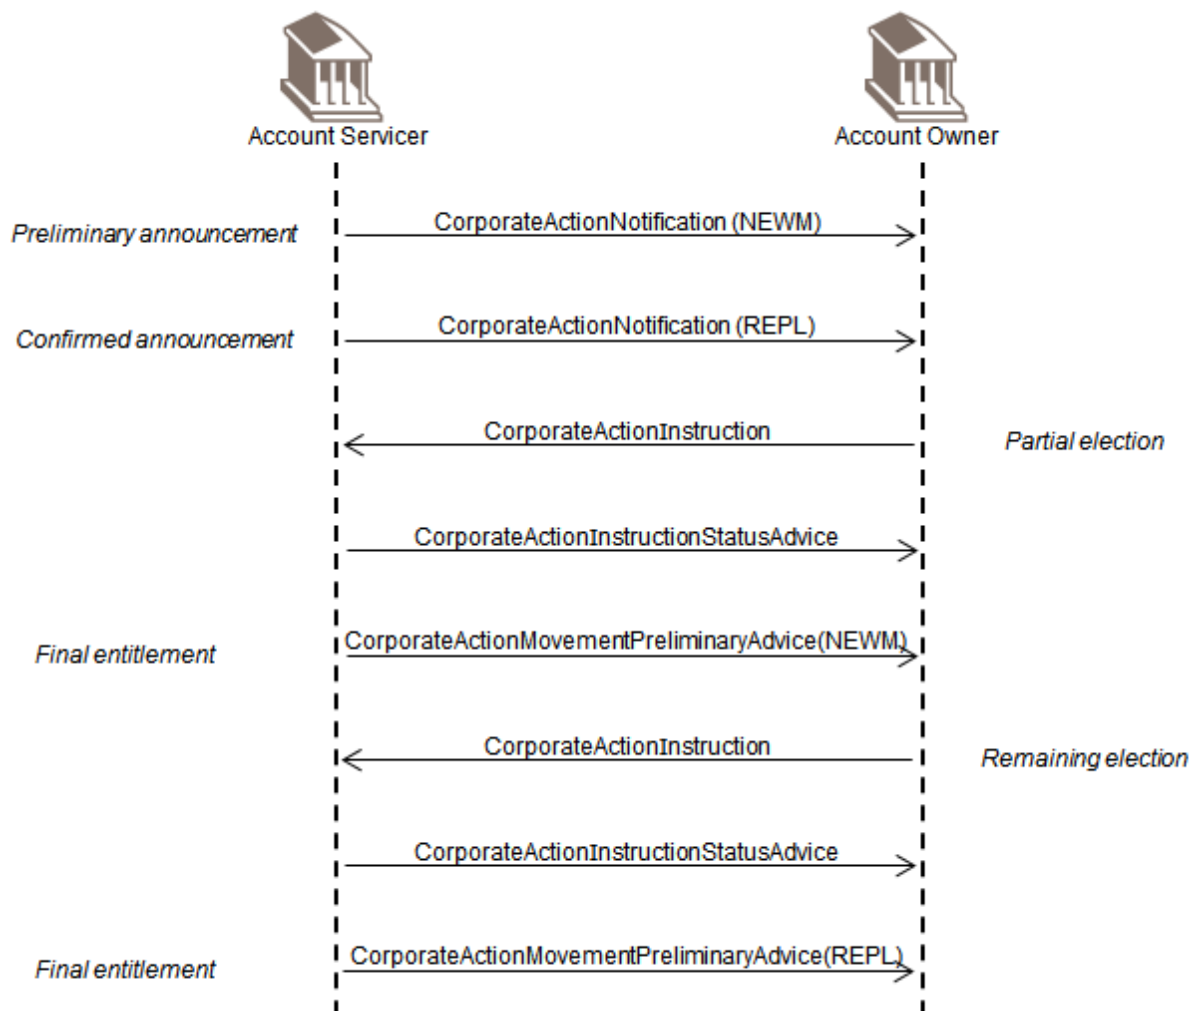 Account Servicer
Account Owner
Preliminary announcement
CorporateActionNotification (NEWM)
Confirmed announcement
CorporateActionNotification (REPL)
CorporateActionInstruction
Partial election
CorporateActionInstructionStatusAdvice
Final entitlement
CorporateActionMovementPreliminaryAdvice(NEWM)
CorporateActionInstruction
Remaining election
CorporateActionInstructionStatusAdvice
Final entitlement
CorporateActionMovementPreliminaryAdvice(REPL)